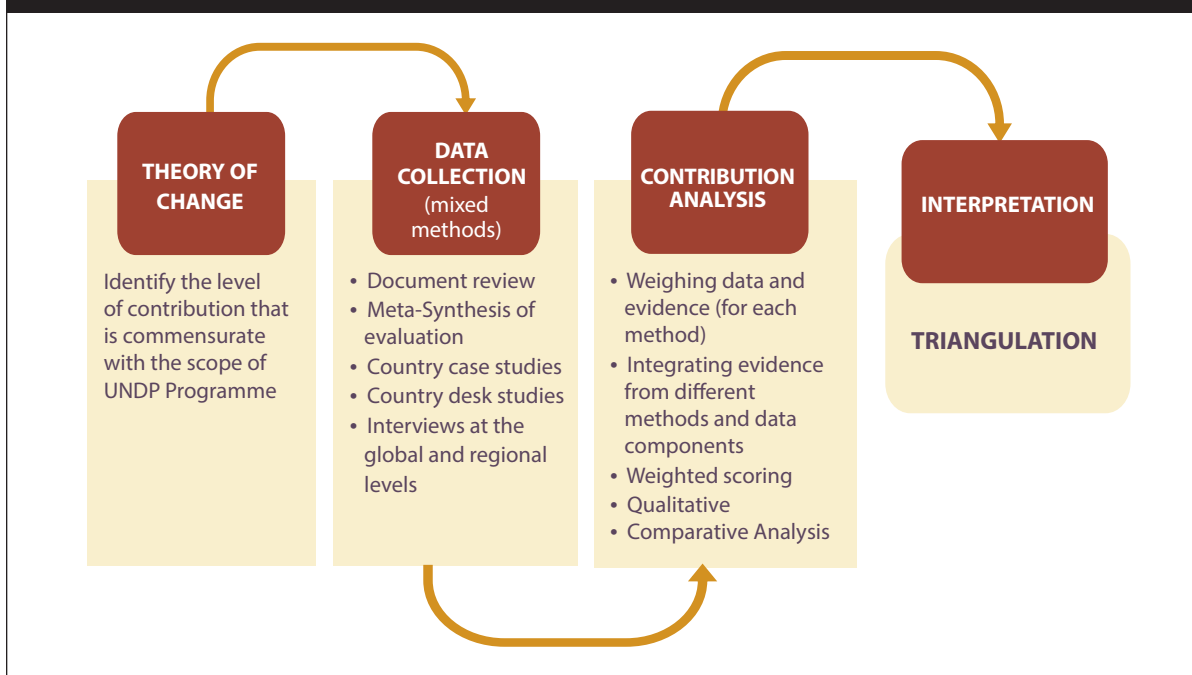 THEORY OF
CHANGE
Identify the level
of contribution that
is commensurate
with the scope of
UNDP Programme
DATA
COLLECTION
(mixed
methods)
• Document review
• Meta-Synthesis of
evaluation
• Country case studies
• Country desk studies
• Interviews at the
global and regional
levels
CONTRIBUTION
ANALYSIS
• Weighing data and
evidence (for each
method)
• Integrating evidence
from different
methods and data
components
• Weighted scoring
• Qualitative
• Comparative Analysis
INTERPRETATION
TRIANGULATION